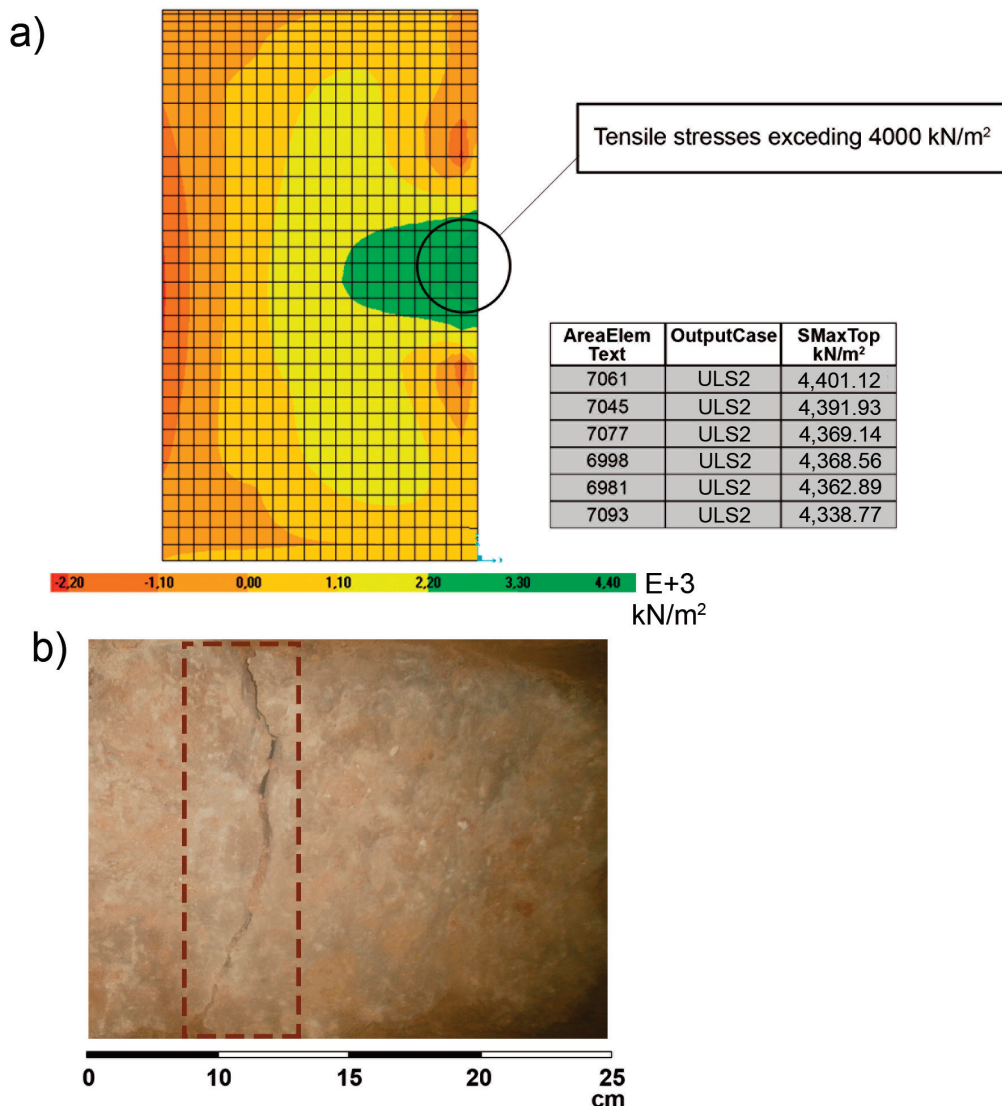 a)
Tensile stresses exceding 4000 kN/m²
AreaElem Text OutputCase SMaxTop kN/m²
7061 ULS2 4,401.12
7045 ULS2 4,391.93
7077 ULS2 4,369.14
6998 ULS2 4,368.56
6981 ULS2 4,362.89
7093 ULS2 4,338.77
-2,20 -1,10 0,00 1,10 2,20 3,30 4,40 E+3
kN/m²
b)
0 10 15 20 25
cm